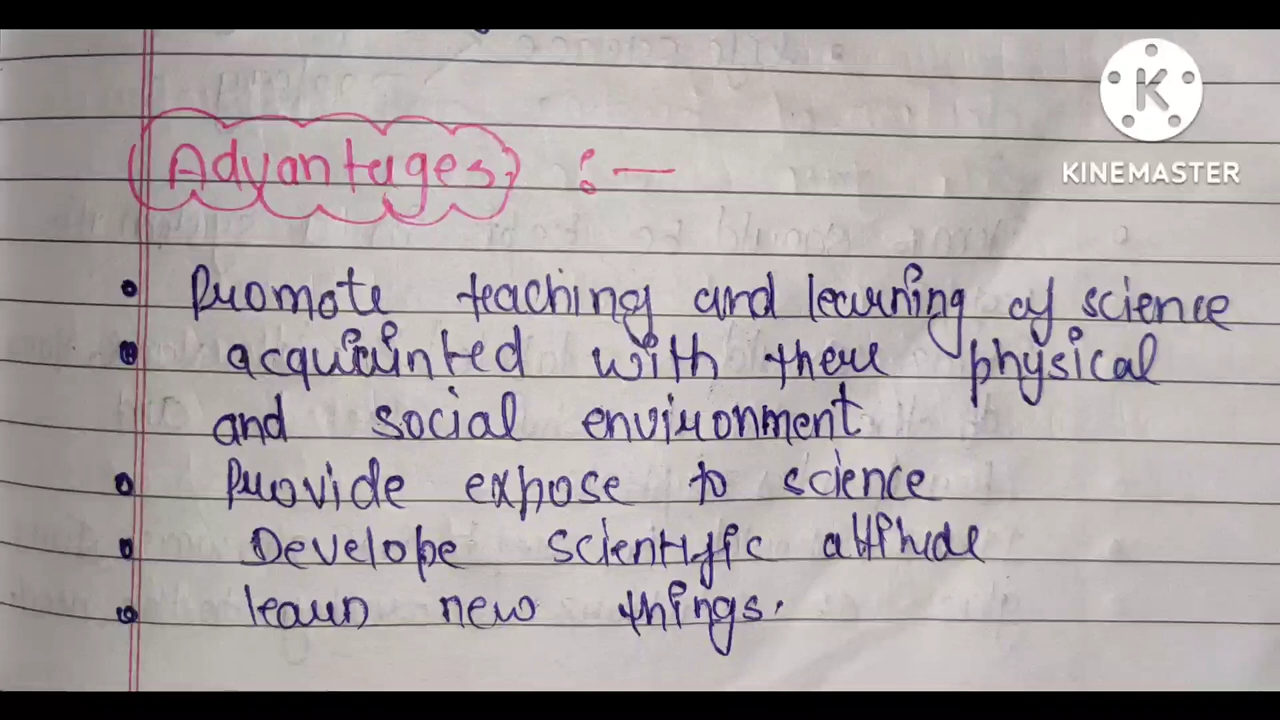 Advantages :—
KINEMASTER
• Promote teaching and learning of science
• acquainted with there physical
and social environment
• Provide expose to science
• Develope scientific attitude
• learn new things.